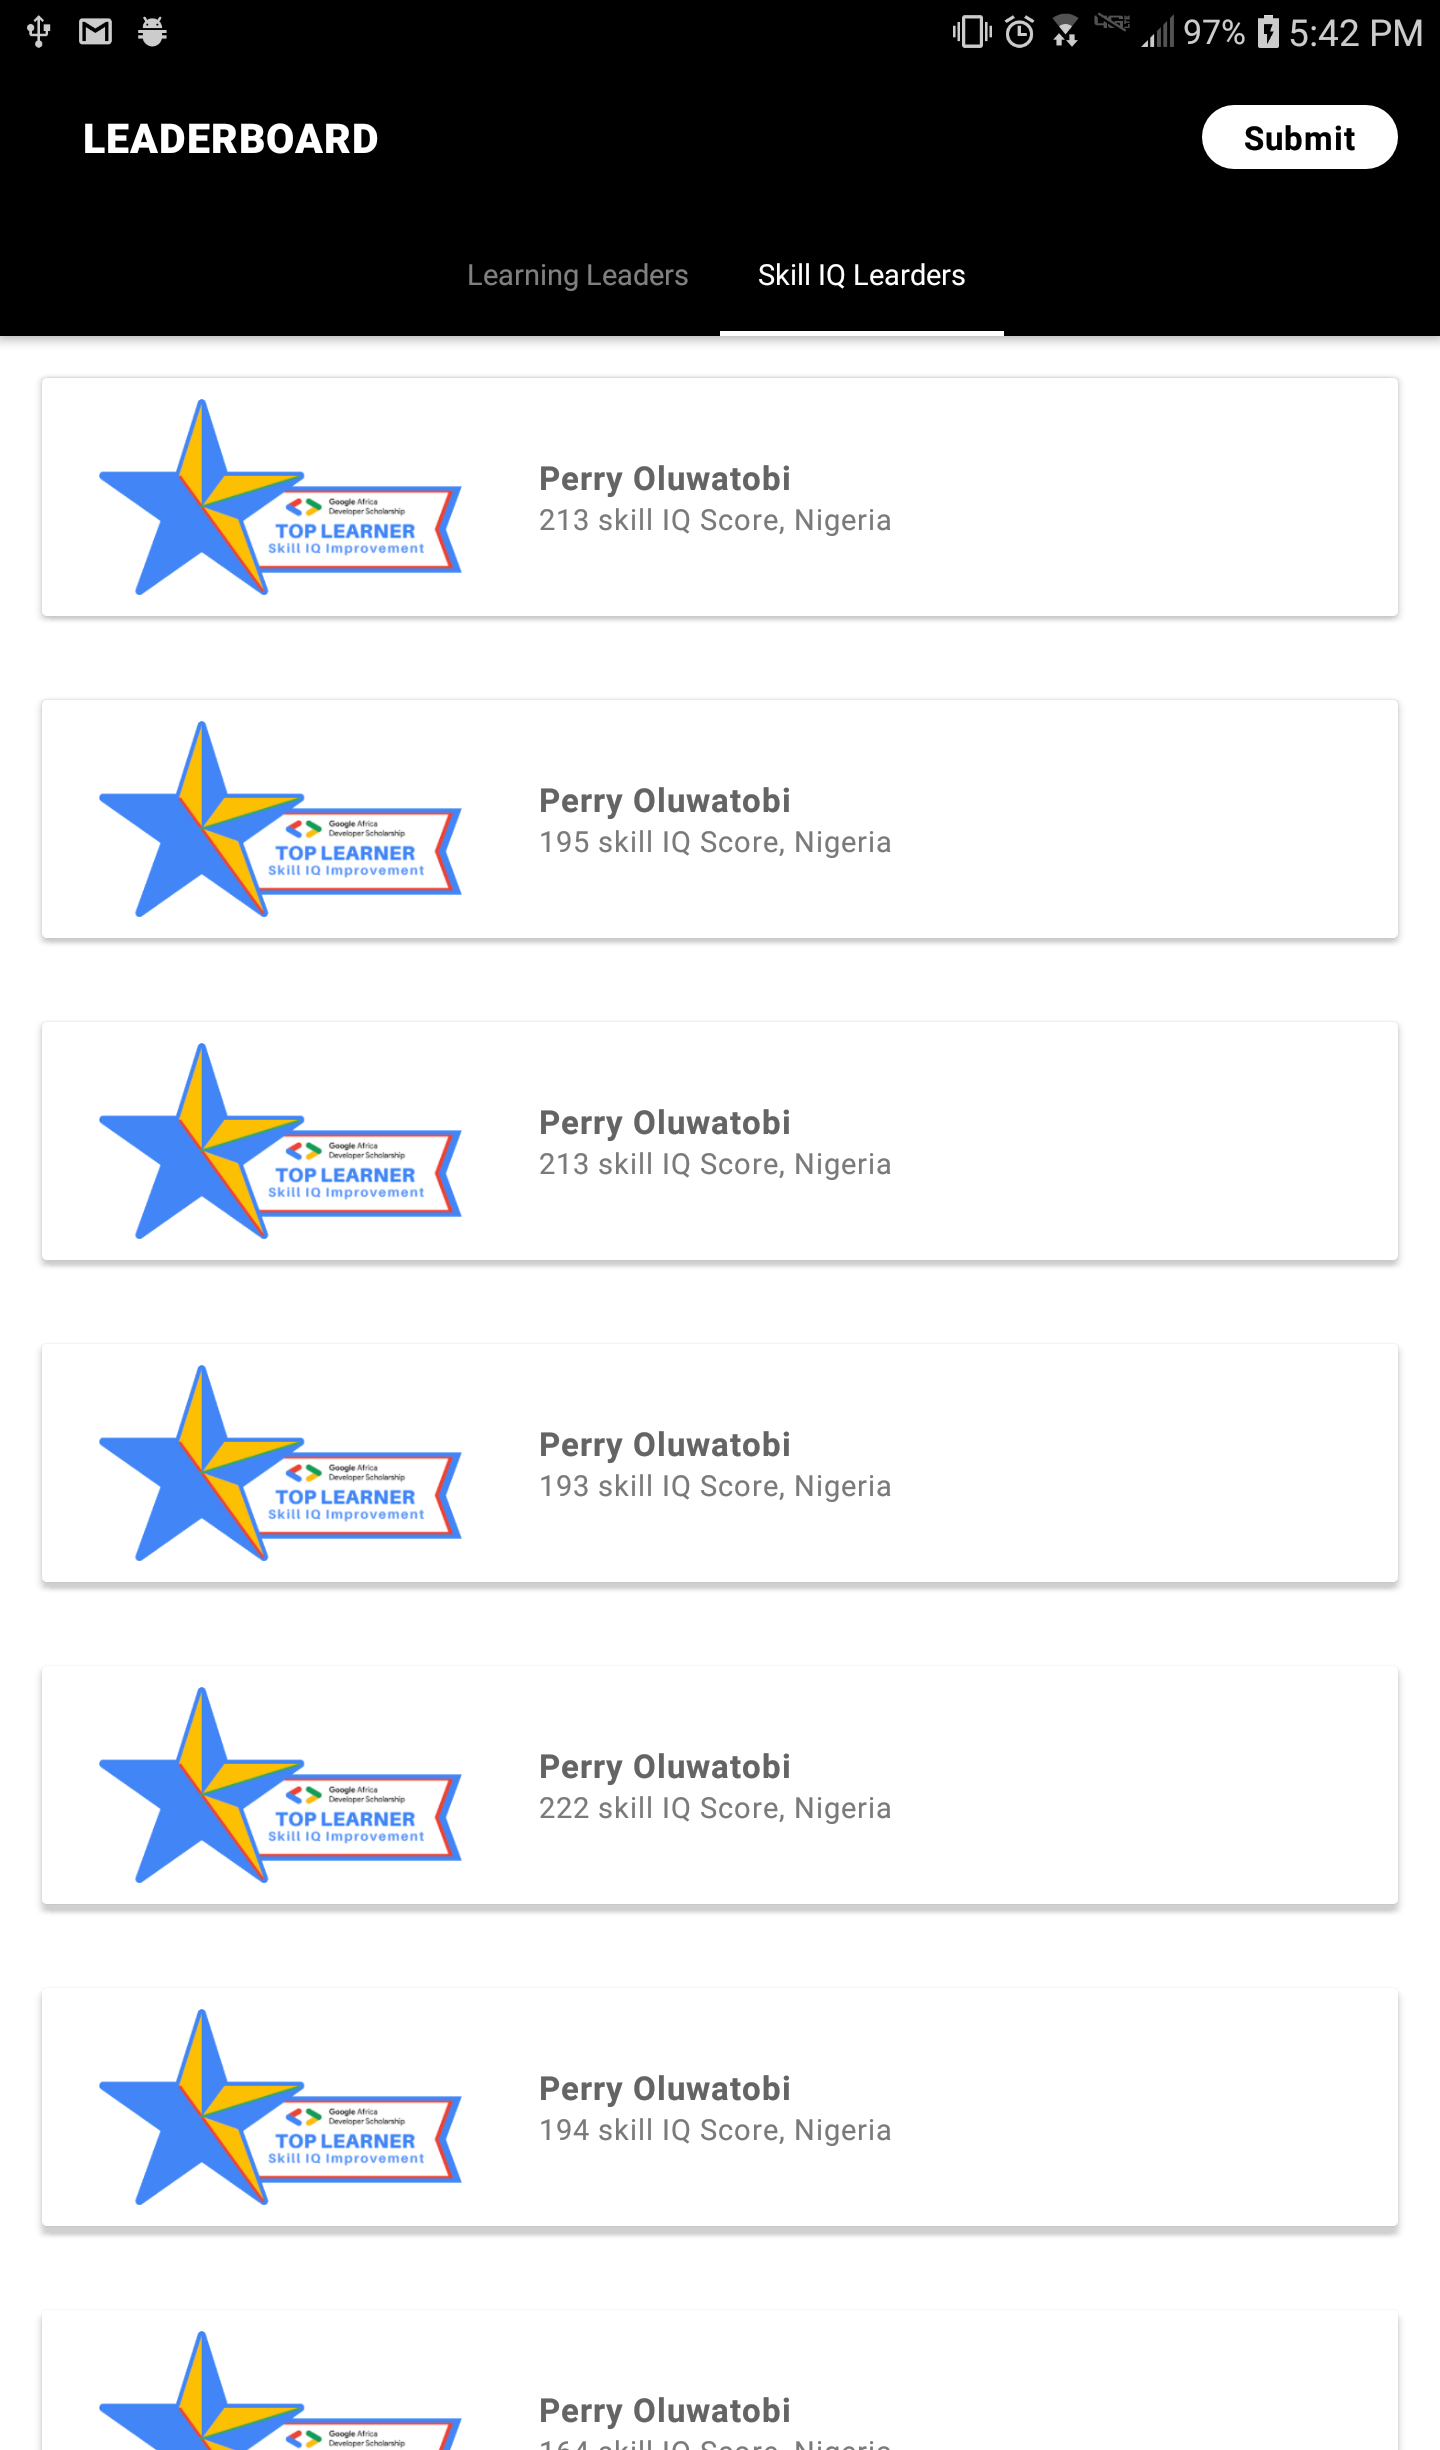 97% 5:42 PM
LEADERBOARD
Submit
Learning Leaders
Skill IQ Learders
Google Africa
Developer Scholarship
TOP LEARNER
Skill IQ Improvement
Perry Oluwatobi
213 skill IQ Score, Nigeria
Google Africa
Developer Scholarship
TOP LEARNER
Skill IQ Improvement
Perry Oluwatobi
195 skill IQ Score, Nigeria
Google Africa
Developer Scholarship
TOP LEARNER
Skill IQ Improvement
Perry Oluwatobi
213 skill IQ Score, Nigeria
Google Africa
Developer Scholarship
TOP LEARNER
Skill IQ Improvement
Perry Oluwatobi
193 skill IQ Score, Nigeria
Google Africa
Developer Scholarship
TOP LEARNER
Skill IQ Improvement
Perry Oluwatobi
222 skill IQ Score, Nigeria
Google Africa
Developer Scholarship
TOP LEARNER
Skill IQ Improvement
Perry Oluwatobi
194 skill IQ Score, Nigeria
Google Africa
Developer Scholarship
Perry Oluwatobi
164 skill IQ Score, Nigeria